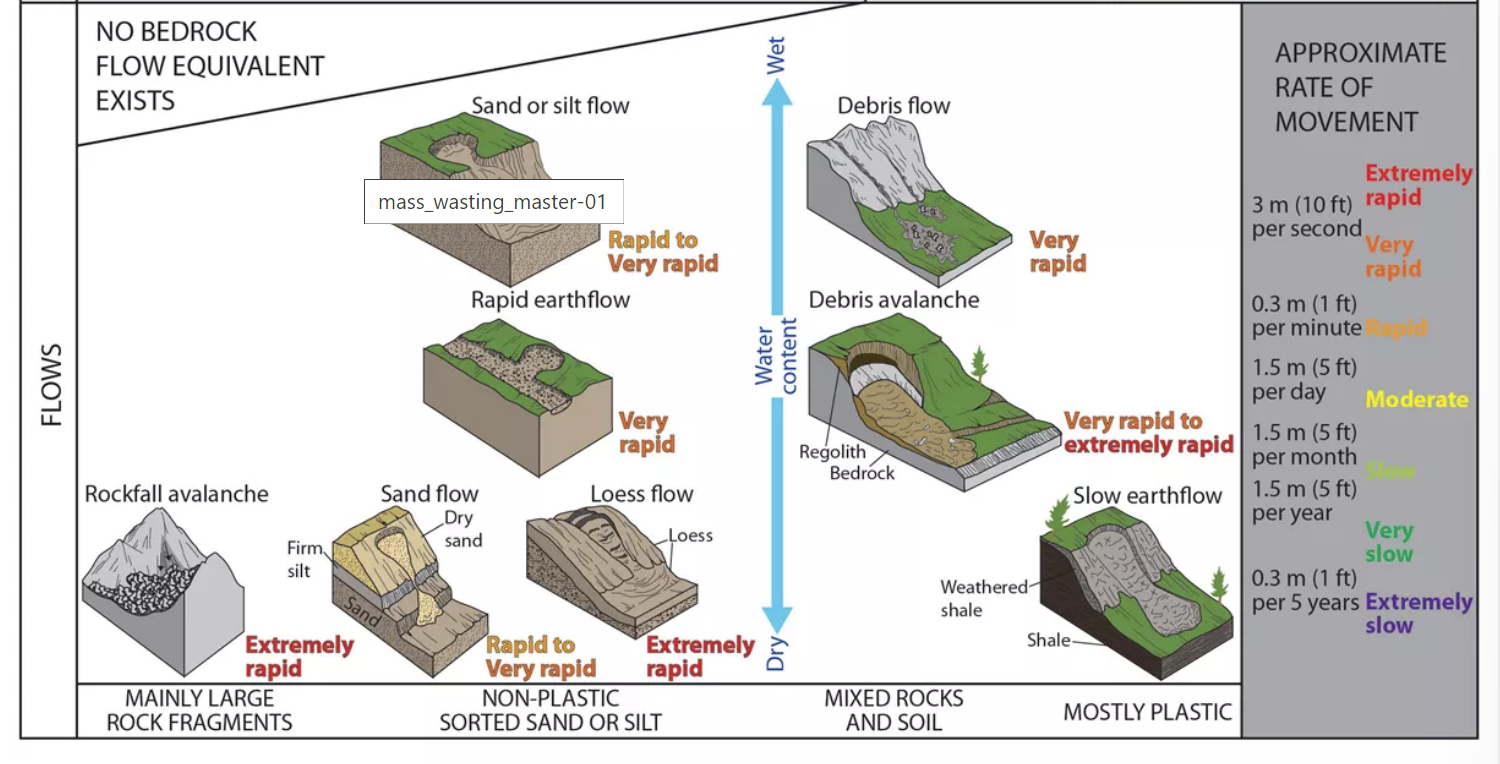 NO BEDROCK
FLOW EQUIVALENT
EXISTS
Wet
APPROXIMATE
RATE OF
MOVEMENT
Sand or silt flow
Debris flow
mass_wasting_master-01
Rapid to
Very rapid
Very
rapid
Extremely
rapid
3 m (10 ft)
per second
Very
rapid
Rapid earthflow
Debris avalanche
0.3 m (1 ft)
per minute
Rapid
FLOWS
Water
content
1.5 m (5 ft)
per day
Moderate
Very
rapid
Regolith
Bedrock
Very rapid to
extremely rapid
1.5 m (5 ft)
per month
Slow
1.5 m (5 ft)
per year
Rockfall avalanche
Sand flow
Loess flow
Slow earthflow
Dry
sand
Firm
silt
Sand
Loess
Very
slow
Weathered
shale
Shale
0.3 m (1 ft)
per 5 years
Extremely
slow
Extremely
rapid
Rapid to
Very rapid
Extremely
rapid
Dry
MAINLY LARGE
ROCK FRAGMENTS
NON-PLASTIC
SORTED SAND OR SILT
MIXED ROCKS
AND SOIL
MOSTLY PLASTIC